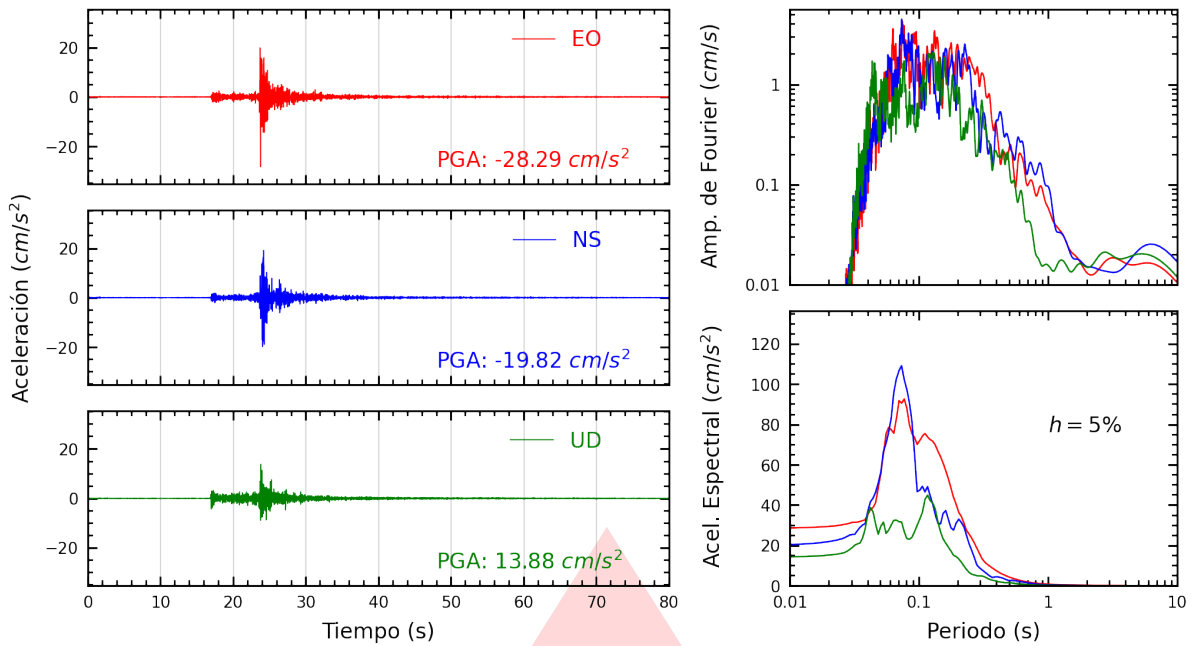 Aceleración (cm/s²)
20
0
−20
EO
PGA: -28.29 cm/s²
20
0
−20
NS
PGA: -19.82 cm/s²
20
0
−20
UD
PGA: 13.88 cm/s²
0 10 20 30 40 50 60 70 80
Tiempo (s)
Amp. de Fourier (cm/s)
1
0.1
0.01
Acel. Espectral (cm/s²)
120
100
80
60
40
20
0
h = 5%
0.01 0.1 1 10
Periodo (s)